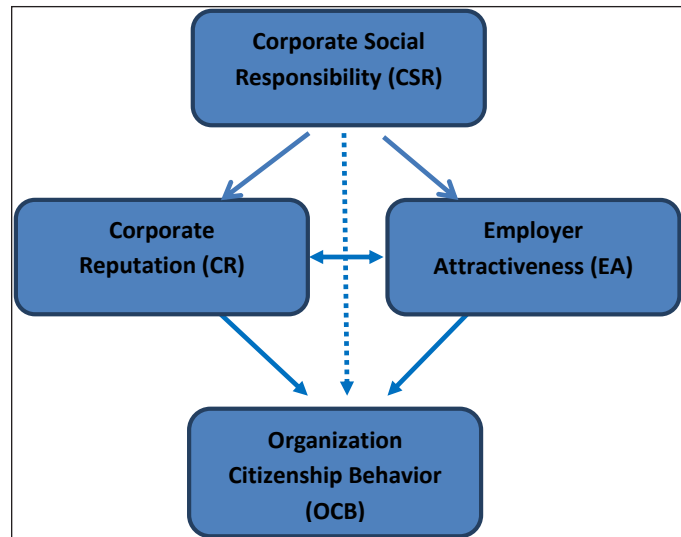 Corporate Social
Responsibility (CSR)
Corporate
Reputation (CR)
Employer
Attractiveness (EA)
Organization
Citizenship Behavior
(OCB)